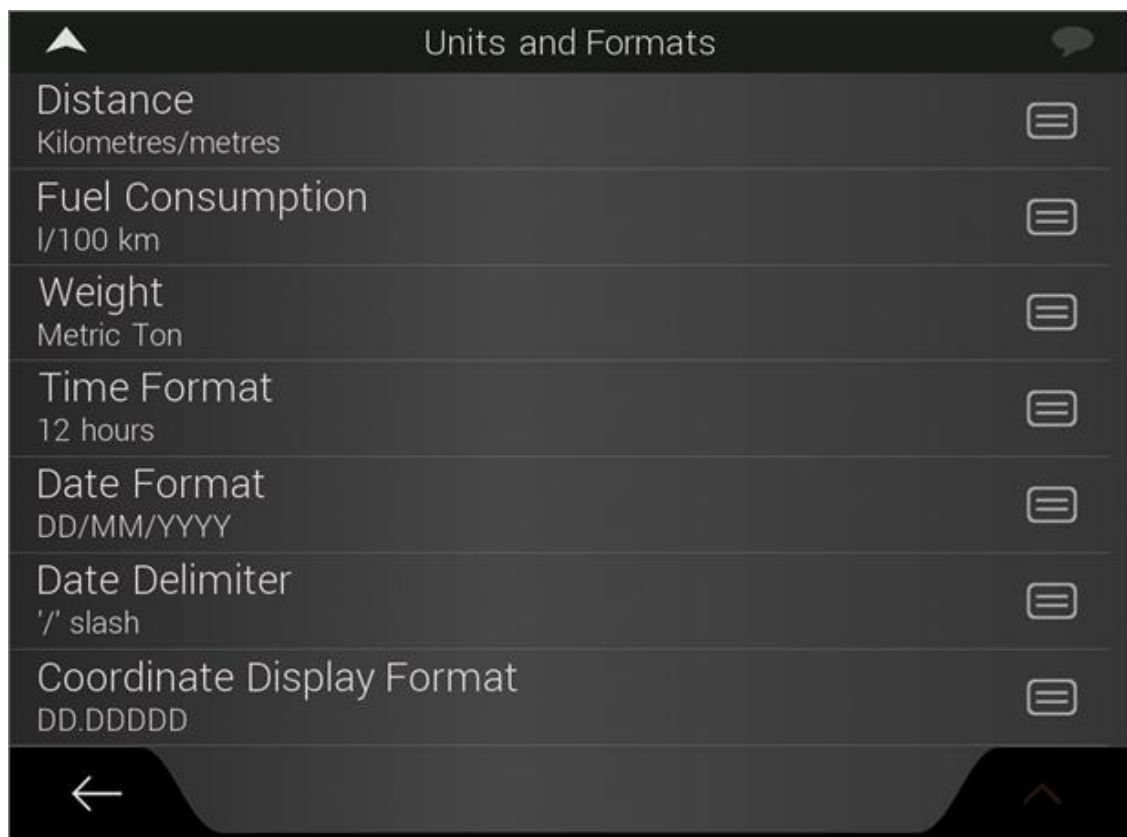 Units and Formats
Distance
Kilometres/metres
Fuel Consumption
l/100 km
Weight
Metric Ton
Time Format
12 hours
Date Format
DD/MM/YYYY
Date Delimiter
'/' slash
Coordinate Display Format
DD.DDDDD